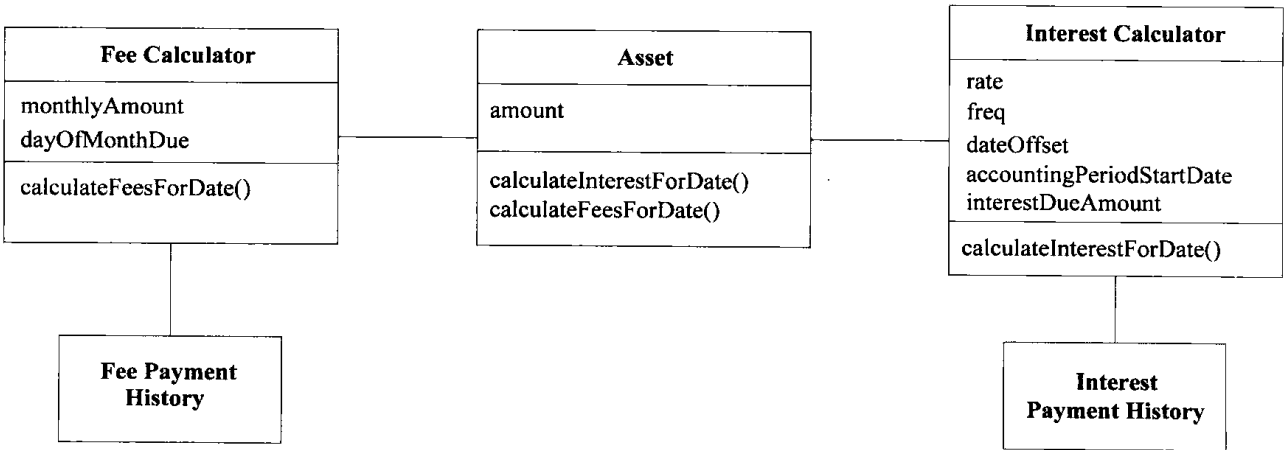 Fee Calculator
monthlyAmount
dayOfMonthDue
calculateFeesForDate()
Fee Payment
History
Asset
amount
calculateInterestForDate()
calculateFeesForDate()
Interest Calculator
rate
freq
dateOffset
accountingPeriodStartDate
interestDueAmount
calculateInterestForDate()
Interest
Payment History